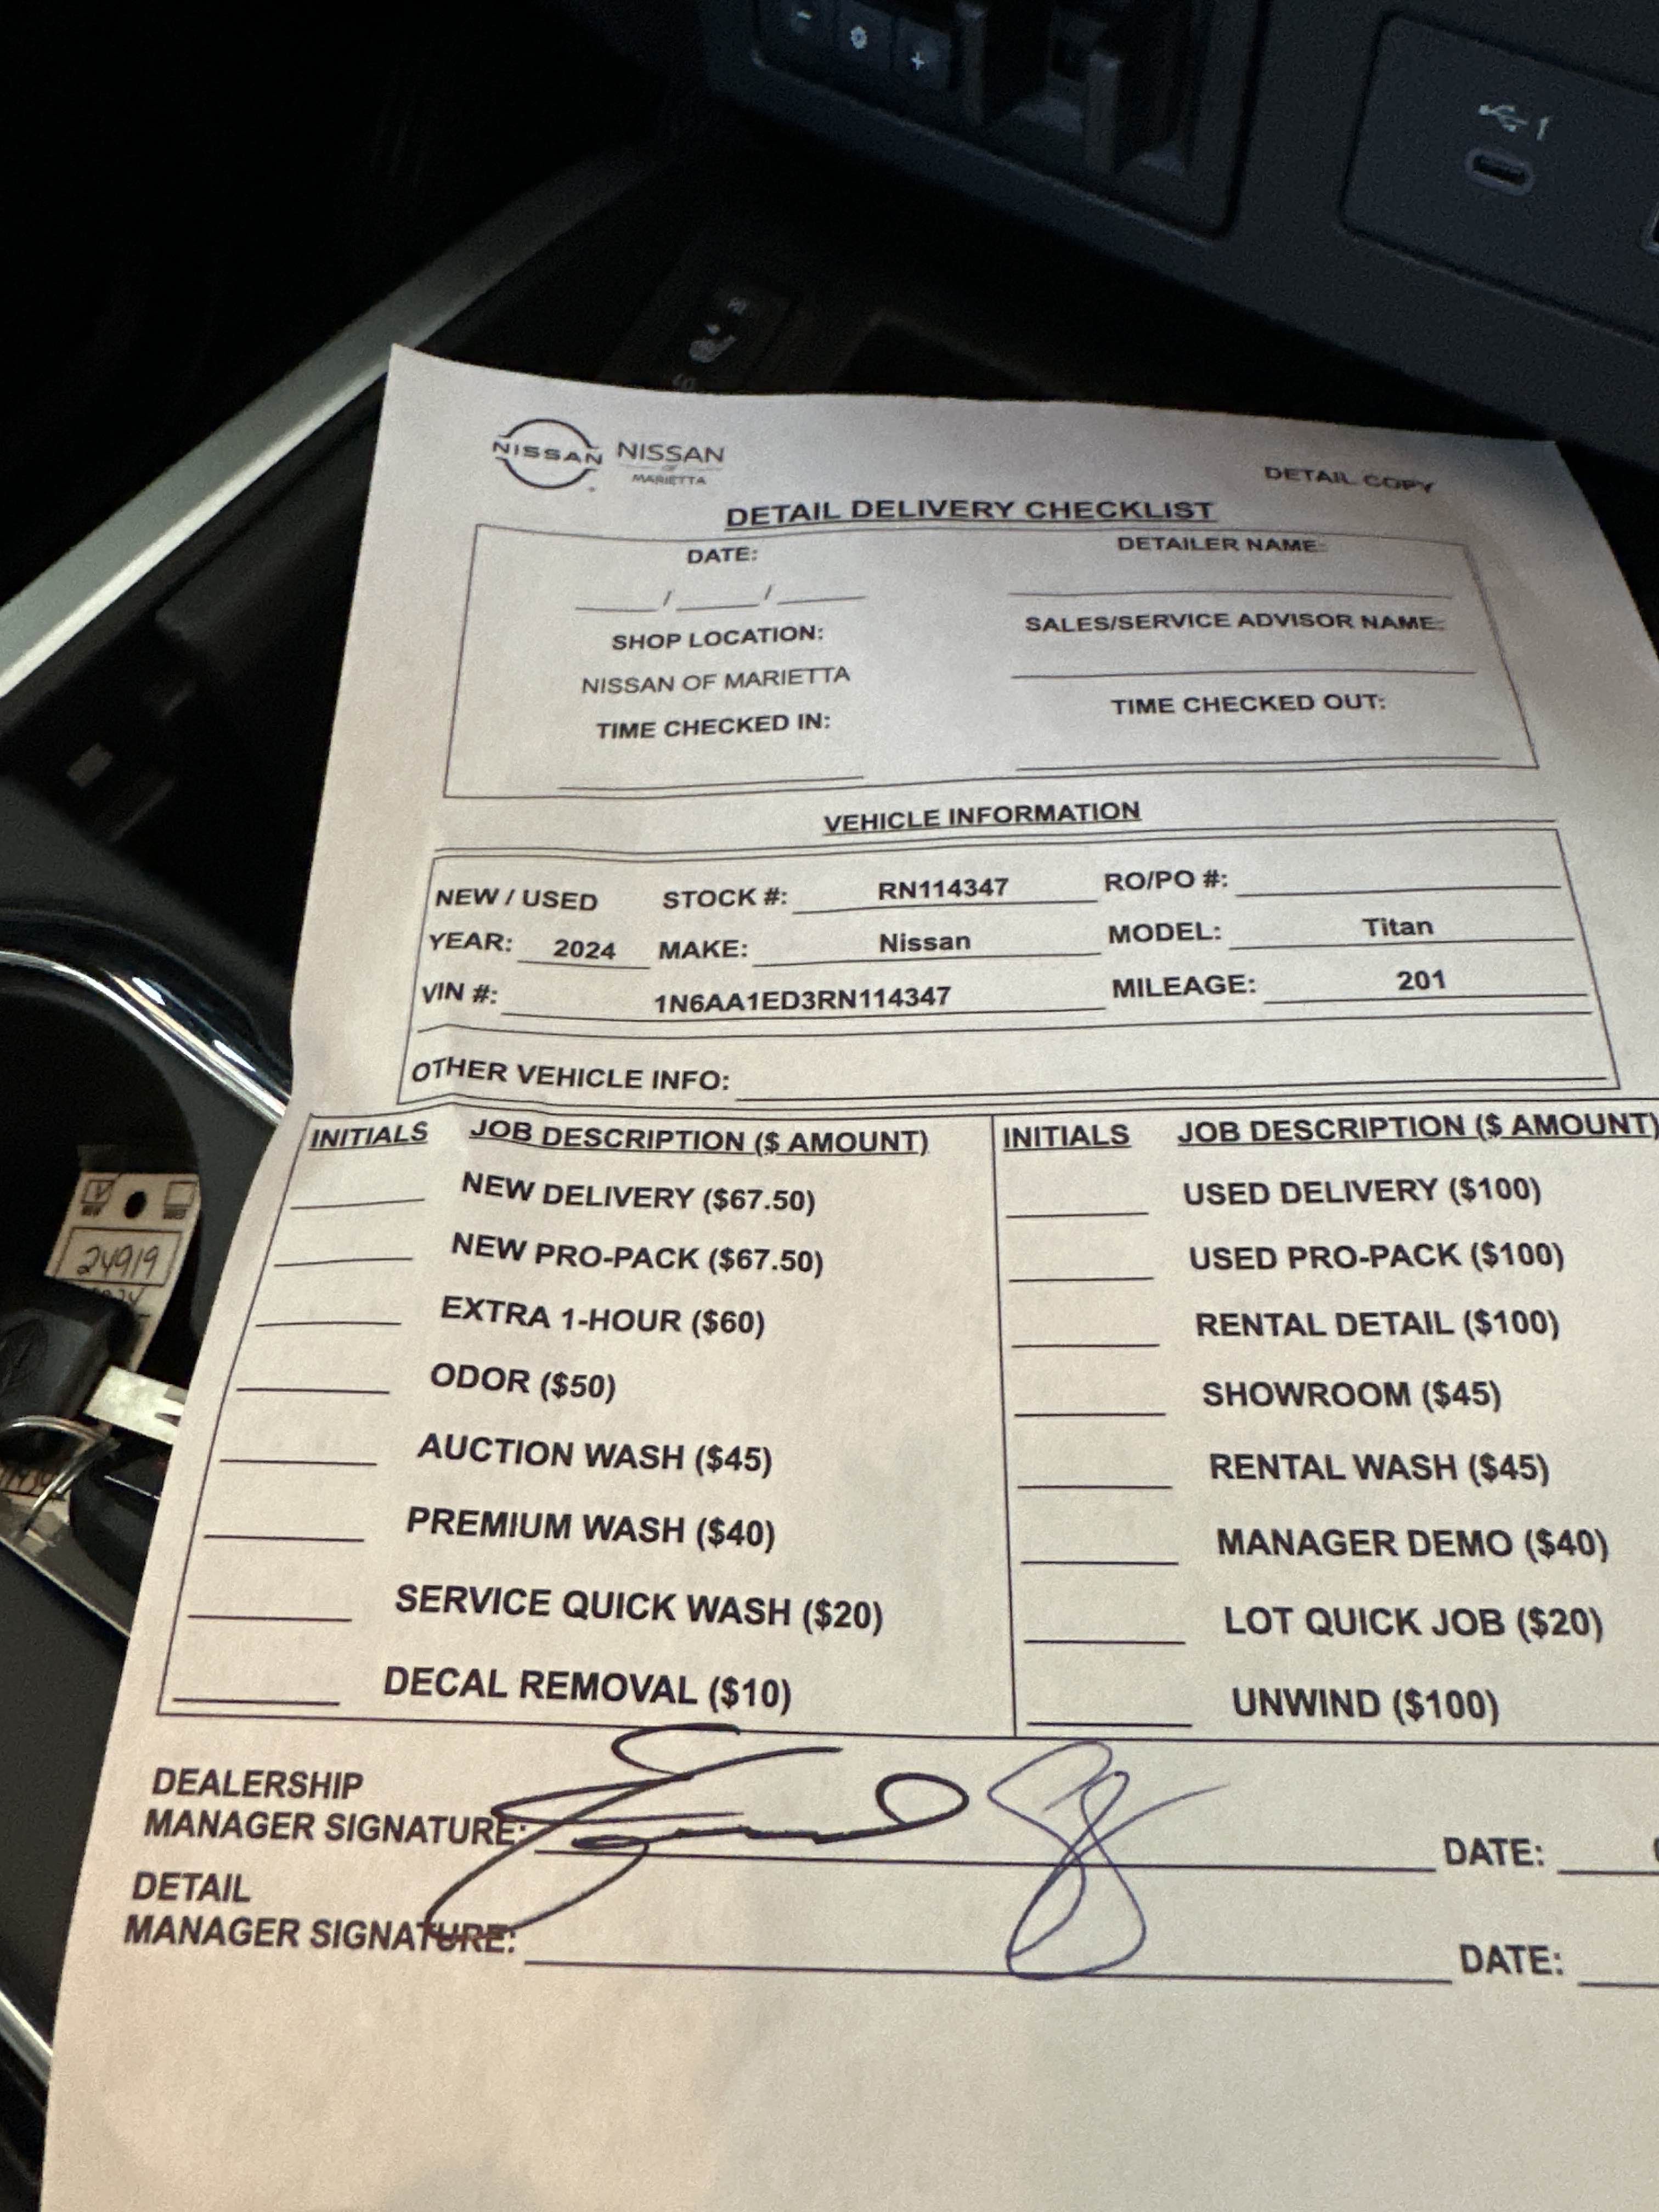 1
NISSAN NISSAN
OF
MARIETTA
DETAIL COPY
DETAIL DELIVERY CHECKLIST
DATE: DETAILER NAME:
____/____/____
SHOP LOCATION: SALES/SERVICE ADVISOR NAME:
NISSAN OF MARIETTA
TIME CHECKED IN: TIME CHECKED OUT:
VEHICLE INFORMATION
NEW / USED STOCK #: RN114347 RO/PO #:
YEAR: 2024 MAKE: Nissan MODEL: Titan
VIN #: 1N6AA1ED3RN114347 MILEAGE: 201
OTHER VEHICLE INFO:
INITIALS JOB DESCRIPTION ($ AMOUNT) INITIALS JOB DESCRIPTION ($ AMOUNT)
NEW DELIVERY ($67.50) USED DELIVERY ($100)
NEW PRO-PACK ($67.50) USED PRO-PACK ($100)
EXTRA 1-HOUR ($60) RENTAL DETAIL ($100)
ODOR ($50) SHOWROOM ($45)
AUCTION WASH ($45) RENTAL WASH ($45)
PREMIUM WASH ($40) MANAGER DEMO ($40)
SERVICE QUICK WASH ($20) LOT QUICK JOB ($20)
DECAL REMOVAL ($10) UNWIND ($100)
DEALERSHIP
MANAGER SIGNATURE: DATE:
DETAIL
MANAGER SIGNATURE: DATE:
24919